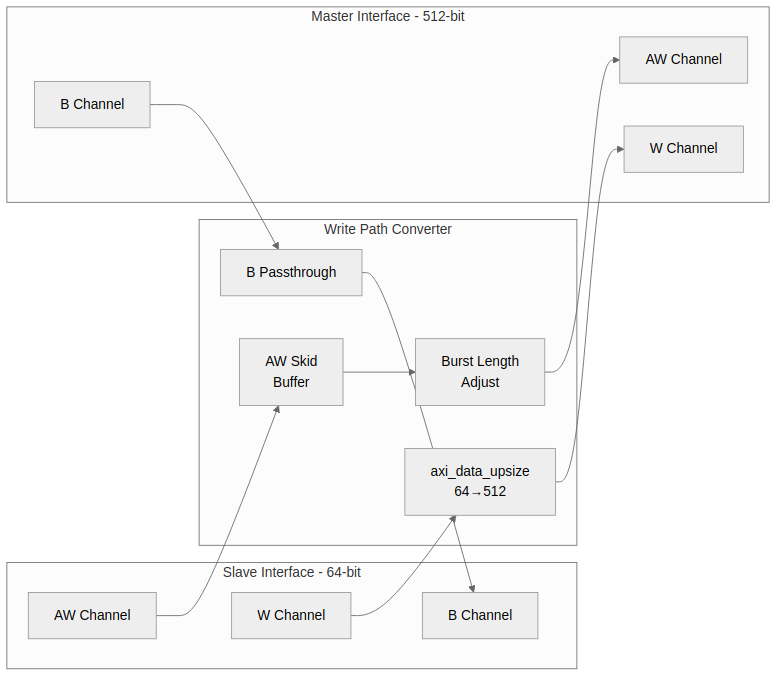 Master Interface - 512-bit
AW Channel
B Channel
W Channel
Write Path Converter
B Passthrough
AW Skid
Buffer
Burst Length
Adjust
axi_data_upsize
64→512
Slave Interface - 64-bit
AW Channel
W Channel
B Channel